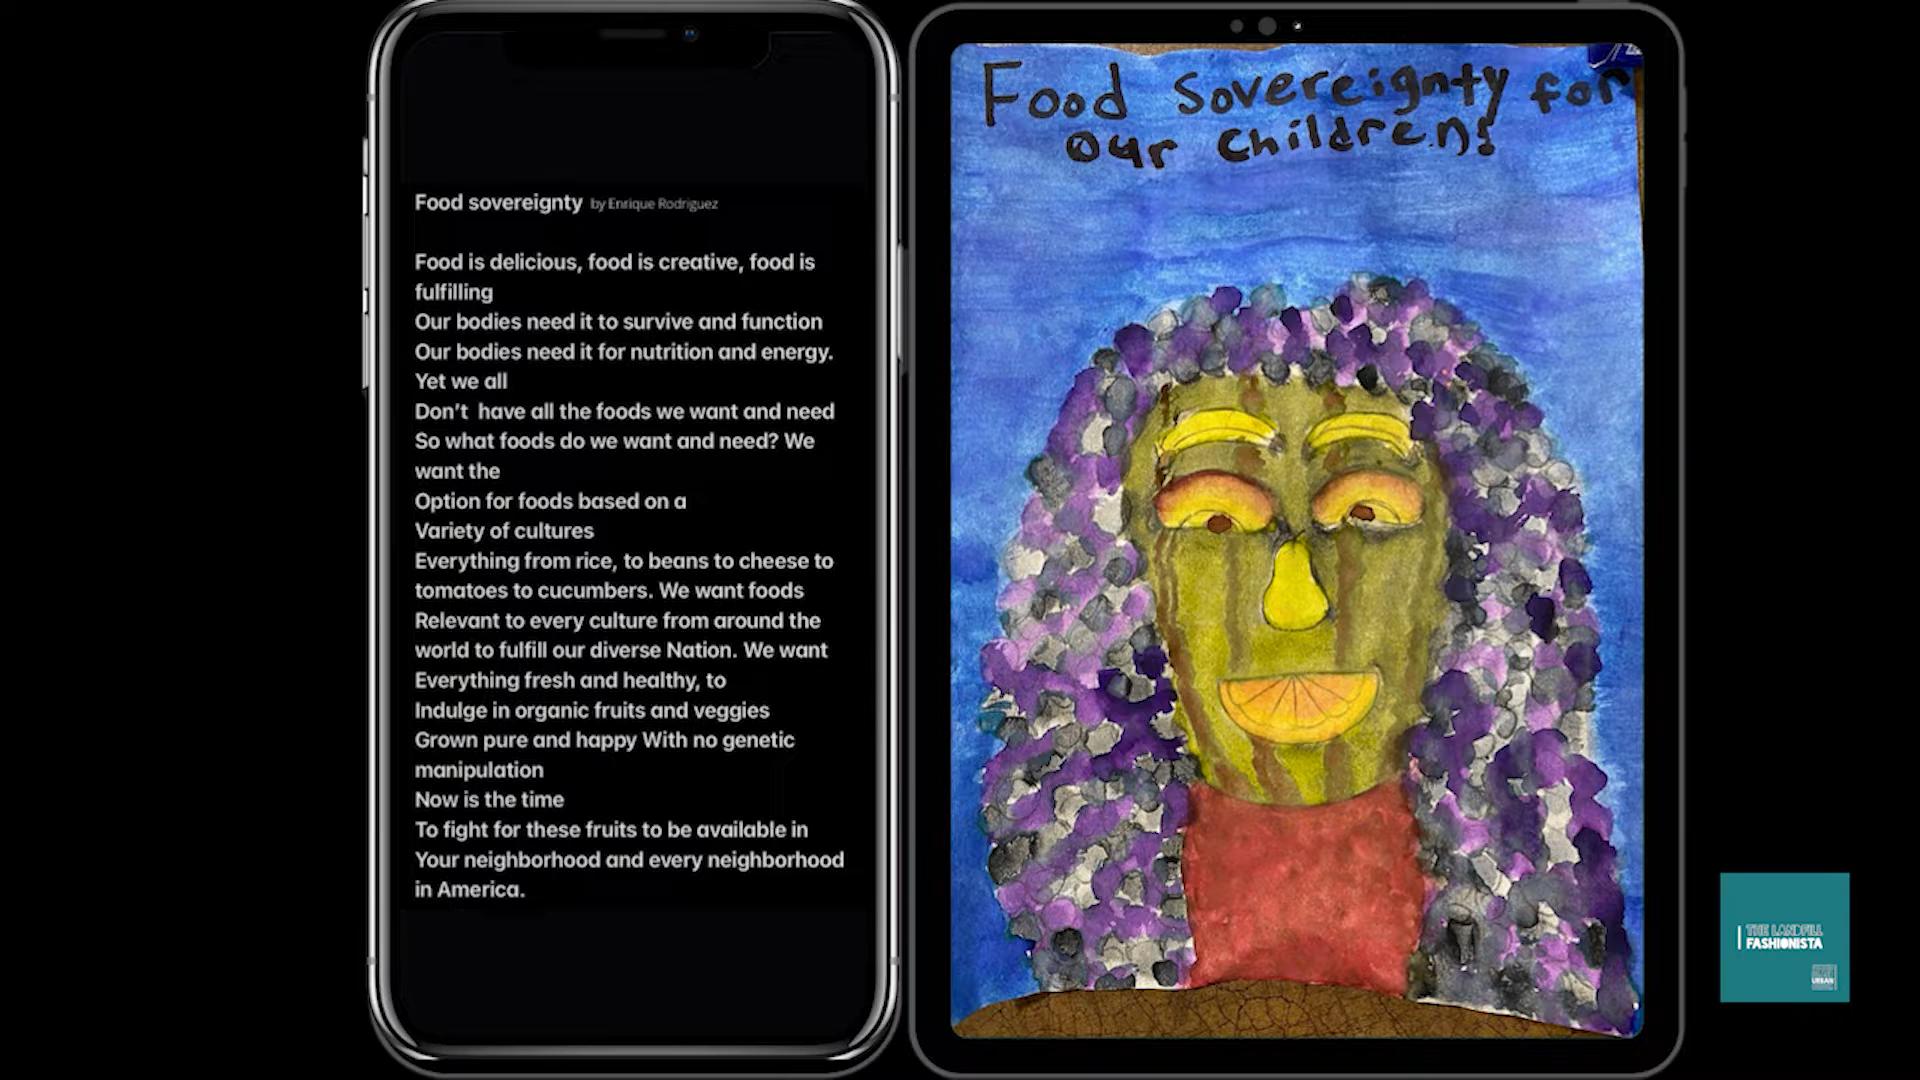 Food sovereignty by Enrique Rodriguez
Food is delicious, food is creative, food is
fulfilling
Our bodies need it to survive and function
Our bodies need it for nutrition and energy.
Yet we all
Don't have all the foods we want and need
So what foods do we want and need? We
want the
Option for foods based on a
Variety of cultures
Everything from rice, to beans to cheese to
tomatoes to cucumbers. We want foods
Relevant to every culture from around the
world to fulfill our diverse Nation. We want
Everything fresh and healthy, to
Indulge in organic fruits and veggies
Grown pure and happy With no genetic
manipulation
Now is the time
To fight for these fruits to be available in
Your neighborhood and every neighborhood
in America.
Food Sovereignty for
Our Children!
THE LANDFILL
FASHIONISTA
URBAN